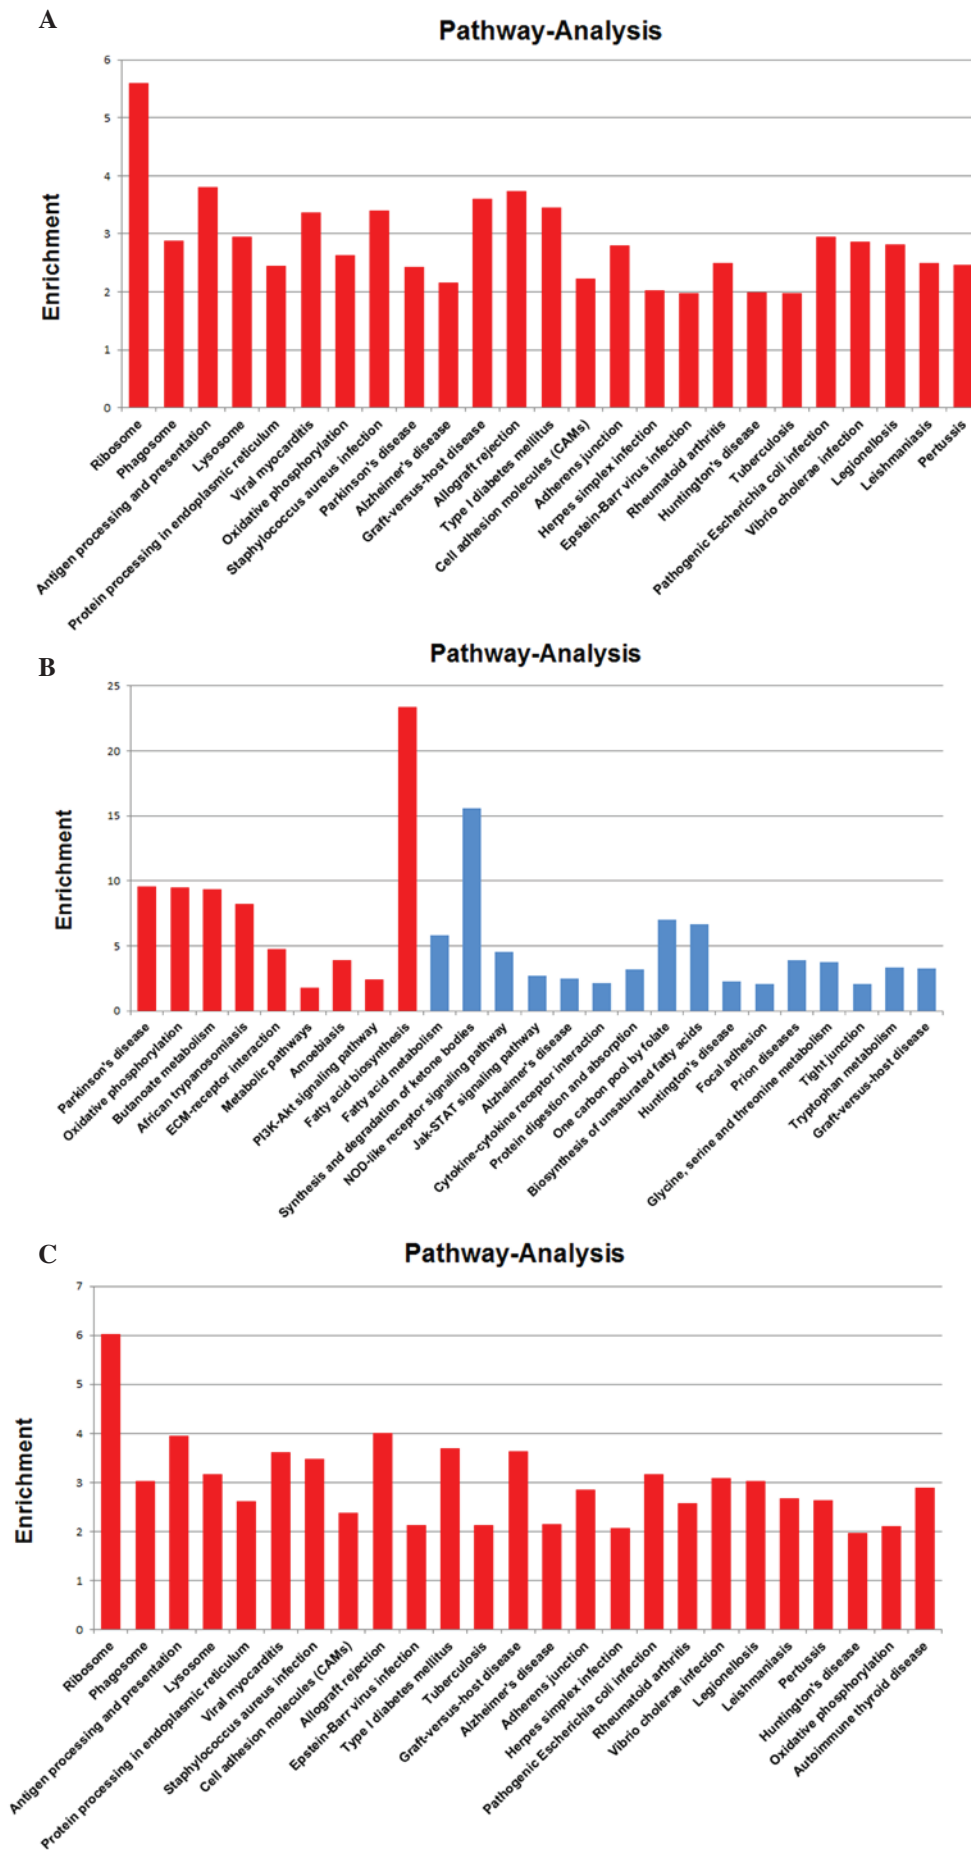 A
Pathway-Analysis
Enrichment
6
5
4
3
2
1
0
Ribosome
Phagosome
Antigen processing and presentation
Lysosome
Protein processing in endoplasmic reticulum
Viral myocarditis
Oxidative phosphorylation
Staphylococcus aureus infection
Parkinson's disease
Alzheimer's disease
Graft-versus-host disease
Allograft rejection
Type I diabetes mellitus
Cell adhesion molecules (CAMs)
Adherens junction
Herpes simplex infection
Epstein-Barr virus infection
Rheumatoid arthritis
Huntington's disease
Tuberculosis
Pathogenic Escherichia coli infection
Vibrio cholerae infection
Legionellosis
Leishmaniasis
Pertussis
B
Pathway-Analysis
Enrichment
25
20
15
10
5
0
Parkinson's disease
Oxidative phosphorylation
Butanoate metabolism
African trypanosomiasis
ECM-receptor interaction
Metabolic pathways
Amoebiasis
PI3K-Akt signaling pathway
Fatty acid biosynthesis
Fatty acid metabolism
Synthesis and degradation of ketone bodies
NOD-like receptor signaling pathway
Jak-STAT signaling pathway
Alzheimer's disease
Cytokine-cytokine receptor interaction
Protein digestion and absorption
One carbon pool by folate
Biosynthesis of unsaturated fatty acids
Huntington's disease
Focal adhesion
Prion diseases
Glycine, serine and threonine metabolism
Tight junction
Tryptophan metabolism
Graft-versus-host disease
C
Pathway-Analysis
Enrichment
7
6
5
4
3
2
1
0
Ribosome
Phagosome
Antigen processing and presentation
Lysosome
Protein processing in endoplasmic reticulum
Viral myocarditis
Staphylococcus aureus infection
Cell adhesion molecules (CAMs)
Allograft rejection
Epstein-Barr virus infection
Type I diabetes mellitus
Tuberculosis
Graft-versus-host disease
Alzheimer's disease
Adherens junction
Herpes simplex infection
Pathogenic Escherichia coli infection
Rheumatoid arthritis
Vibrio cholerae infection
Legionellosis
Leishmaniasis
Pertussis
Huntington's disease
Oxidative phosphorylation
Autoimmune thyroid disease